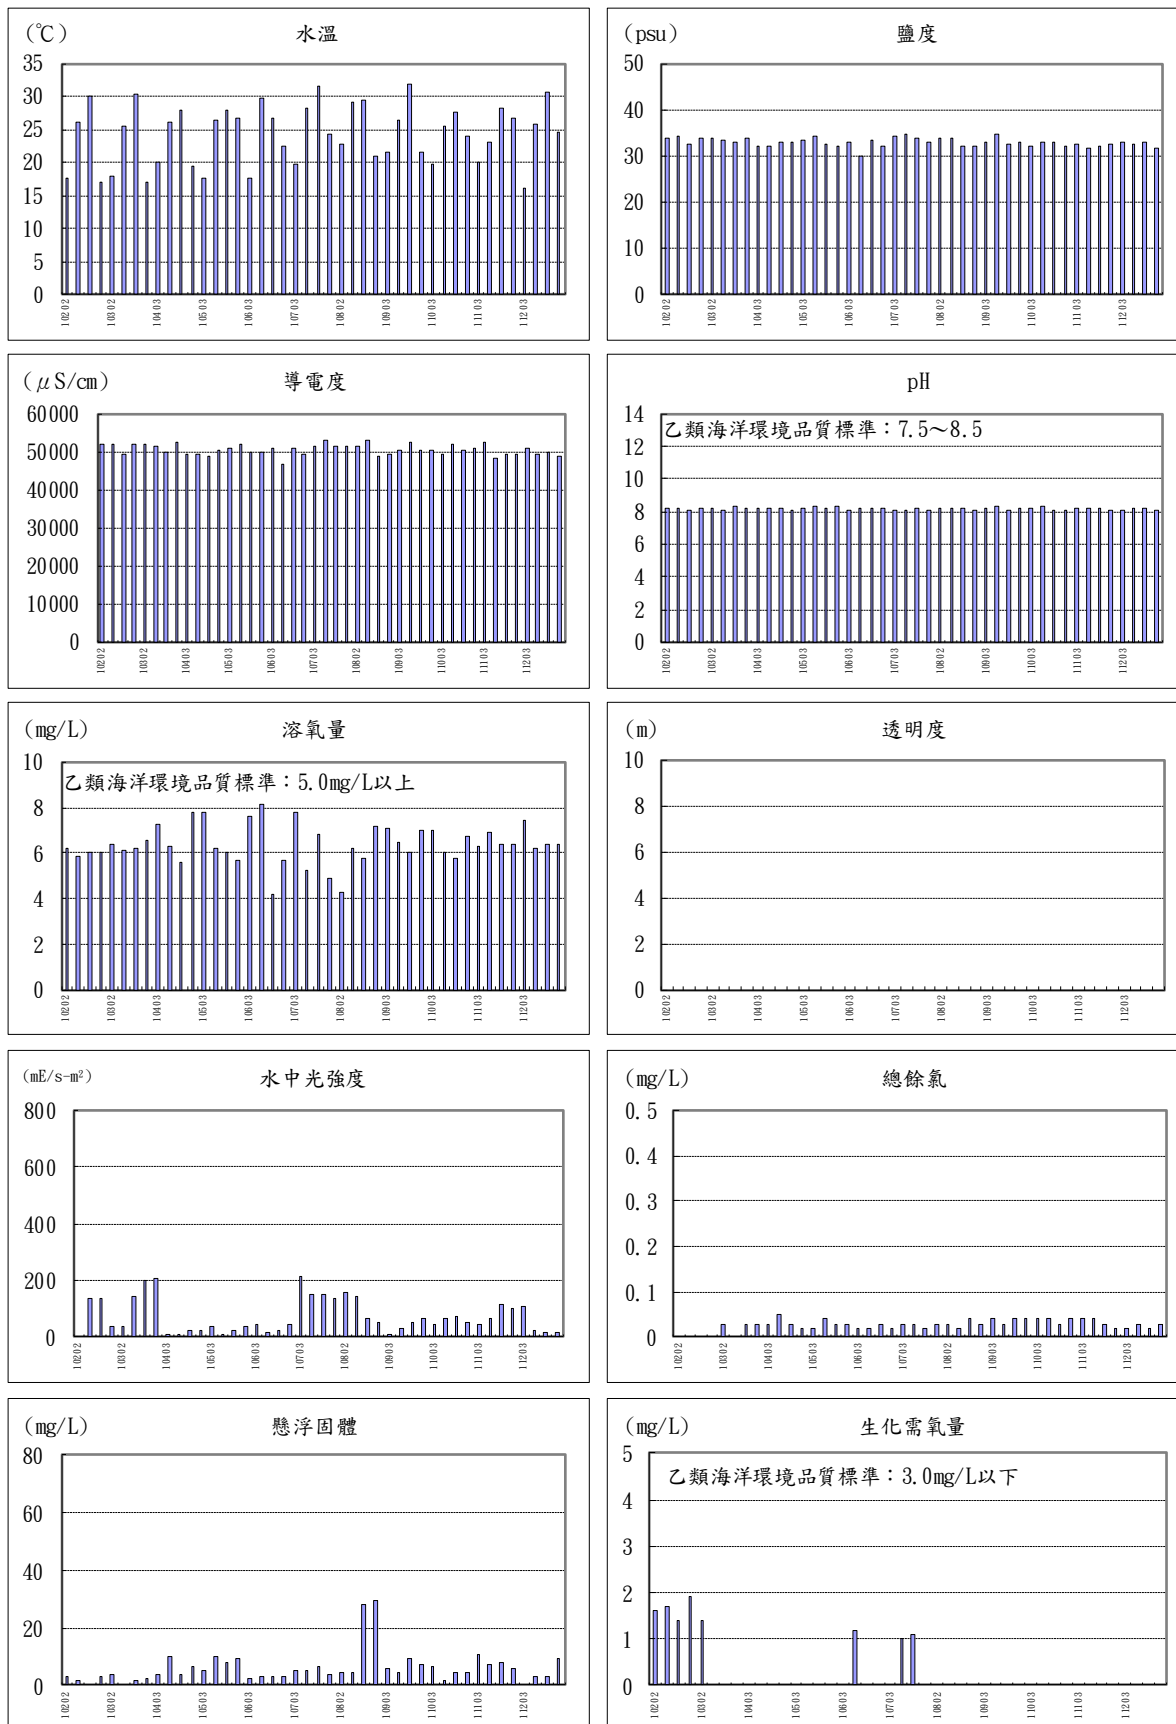 (℃) 水溫
35
30
25
20
15
10
5
0
10202 10302 10403 10503 10603 10703 10802 10903 11003 11103 11203
(psu) 鹽度
50
40
30
20
10
0
10202 10302 10403 10503 10603 10703 10802 10903 11003 11103 11203
(μS/cm) 導電度
60000
50000
40000
30000
20000
10000
0
10202 10302 10403 10503 10603 10703 10802 10903 11003 11103 11203
pH
乙類海洋環境品質標準：7.5～8.5
14
12
10
8
6
4
2
0
10202 10302 10403 10503 10603 10703 10802 10903 11003 11103 11203
(mg/L) 溶氧量
乙類海洋環境品質標準：5.0mg/L以上
10
8
6
4
2
0
10202 10302 10403 10503 10603 10703 10802 10903 11003 11103 11203
(m) 透明度
10
8
6
4
2
0
10202 10302 10403 10503 10603 10703 10802 10903 11003 11103 11203
(mE/s-m²) 水中光強度
800
600
400
200
0
10202 10302 10403 10503 10603 10703 10802 10903 11003 11103 11203
(mg/L) 總餘氯
0.5
0.4
0.3
0.2
0.1
0
10202 10302 10403 10503 10603 10703 10802 10903 11003 11103 11203
(mg/L) 懸浮固體
80
60
40
20
0
10202 10302 10403 10503 10603 10703 10802 10903 11003 11103 11203
(mg/L) 生化需氧量
乙類海洋環境品質標準：3.0mg/L以下
5
4
3
2
1
0
10202 10302 10403 10503 10603 10703 10802 10903 11003 11103 11203